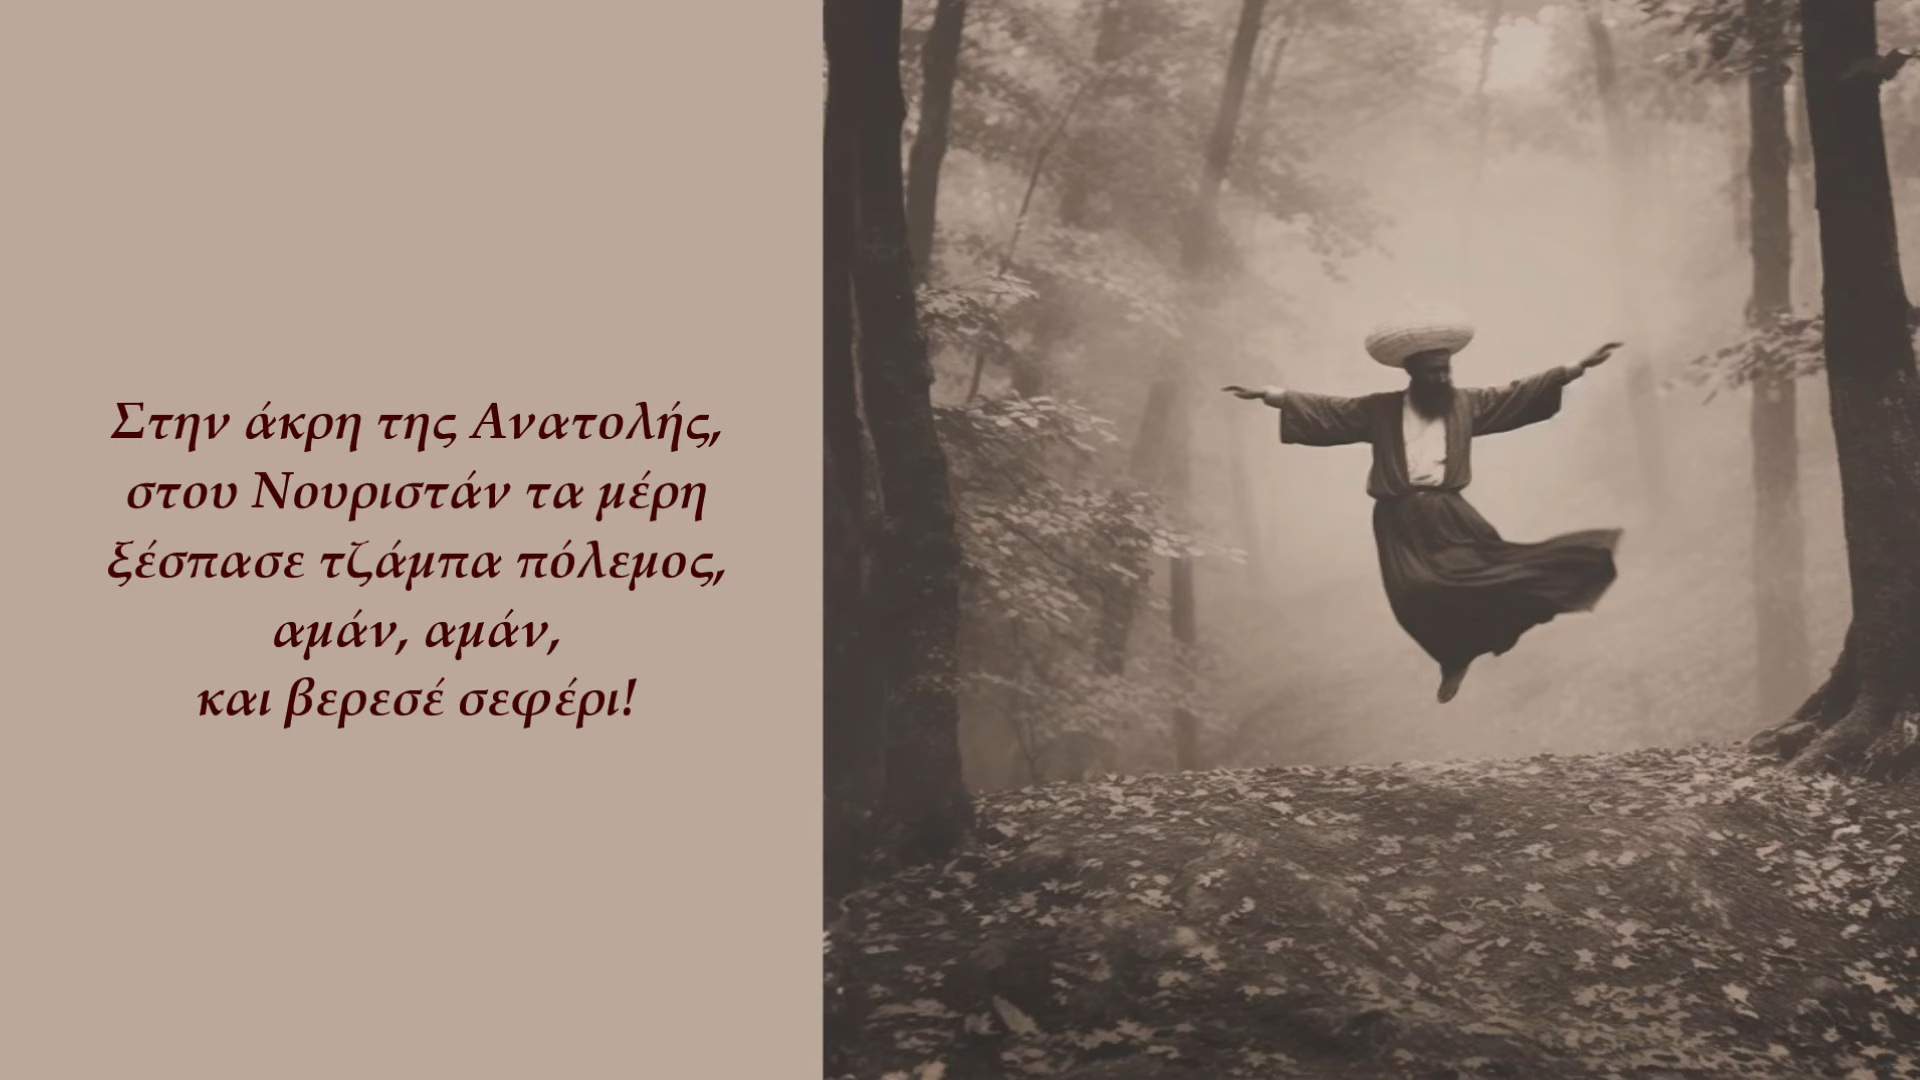 Στην άκρη της Ανατολής,
στου Νουριστάν τα μέρη
ξέσπασε τζάμπα πόλεμος,
αμάν, αμάν,
και βερεσέ σεφέρι!